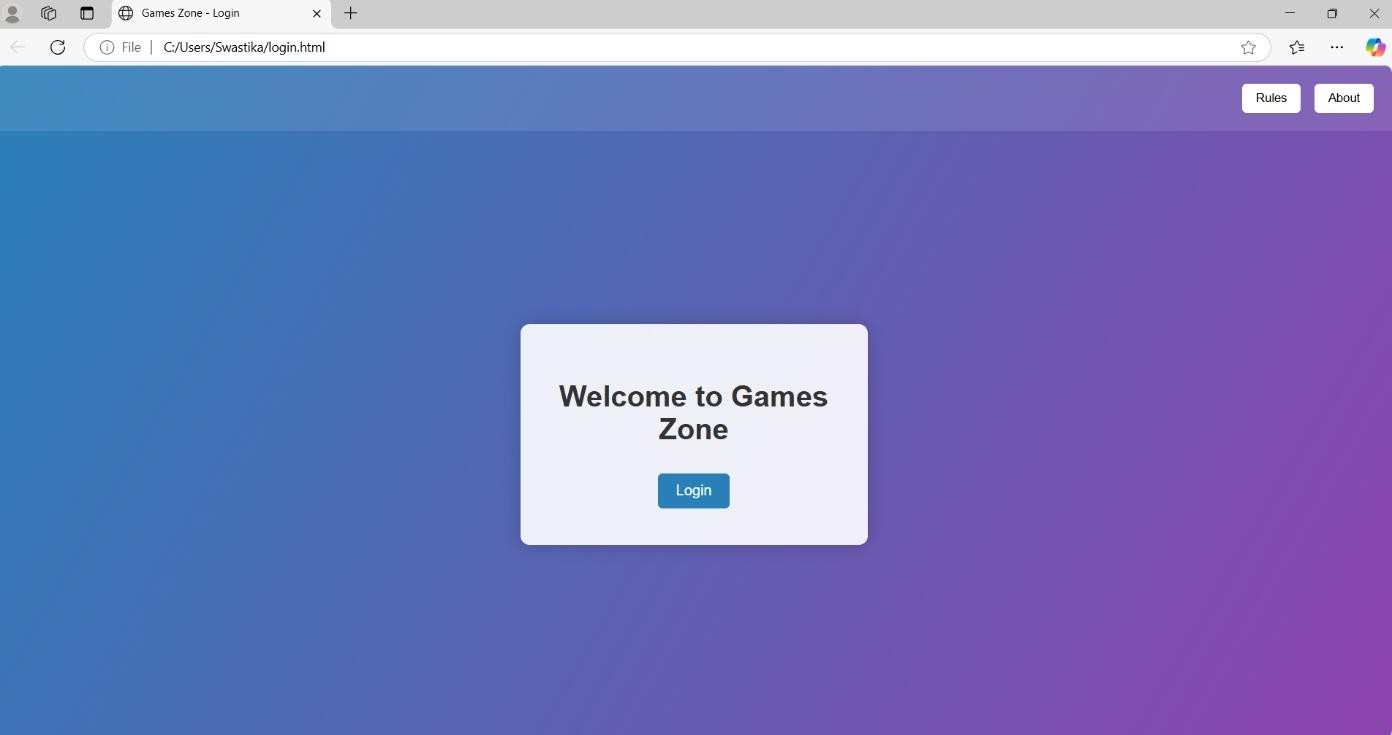 Games Zone - Login
File
C:/Users/Swastika/login.html
Rules
About
Welcome to Games
Zone
Login